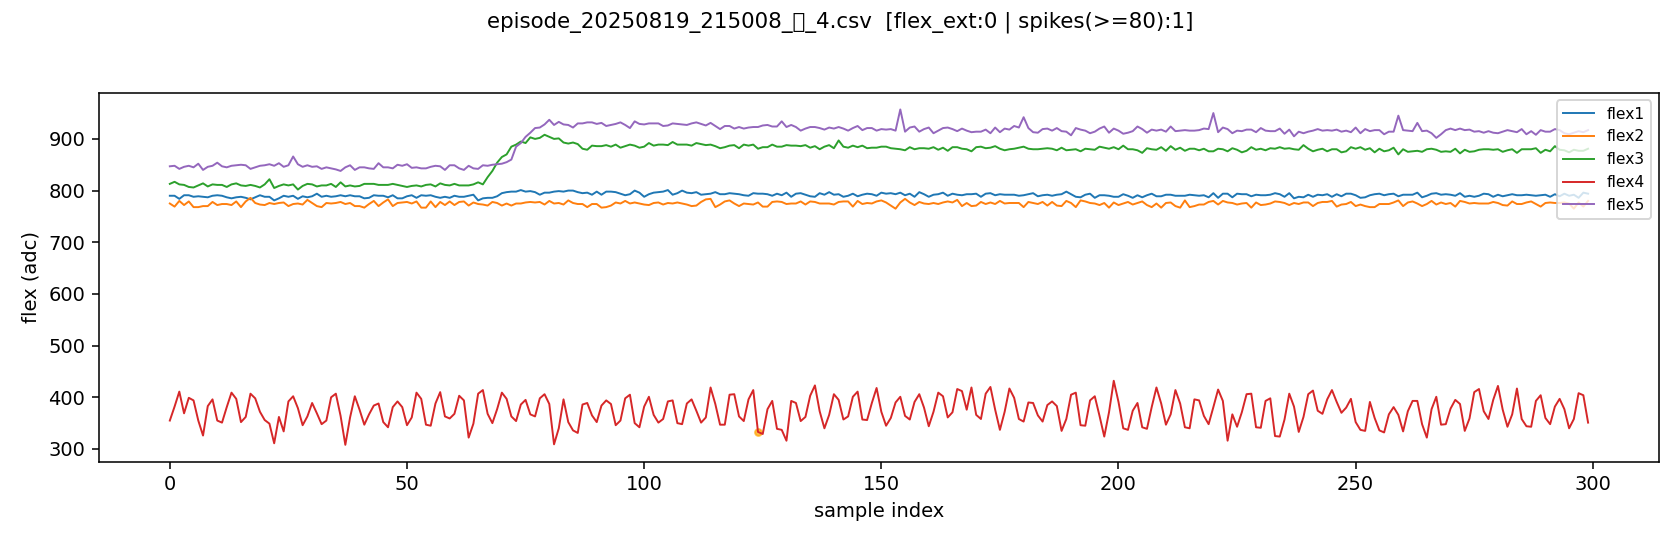 episode_20250819_215008_▯_4.csv  [flex_ext:0 | spikes(>=80):1]
flex (adc)
900
800
700
600
500
400
300
flex1
flex2
flex3
flex4
flex5
0
50
100
150
200
250
300
sample index